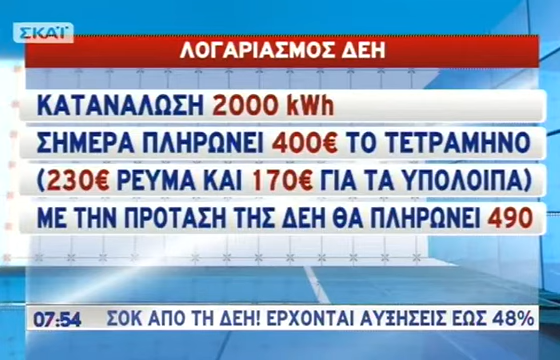 ΣΚΑΪ
ΛΟΓΑΡΙΑΣΜΟΣ ΔΕΗ
ΚΑΤΑΝΑΛΩΣΗ 2000 kWh
ΣΗΜΕΡΑ ΠΛΗΡΩΝΕΙ 400€ ΤΟ ΤΕΤΡΑΜΗΝΟ
(230€ ΡΕΥΜΑ ΚΑΙ 170€ ΓΙΑ ΤΑ ΥΠΟΛΟΙΠΑ)
ΜΕ ΤΗΝ ΠΡΟΤΑΣΗ ΤΗΣ ΔΕΗ ΘΑ ΠΛΗΡΩΝΕΙ 490
07:54 ΣΟΚ ΑΠΟ ΤΗ ΔΕΗ! ΕΡΧΟΝΤΑΙ ΑΥΞΗΣΕΙΣ ΕΩΣ 48%